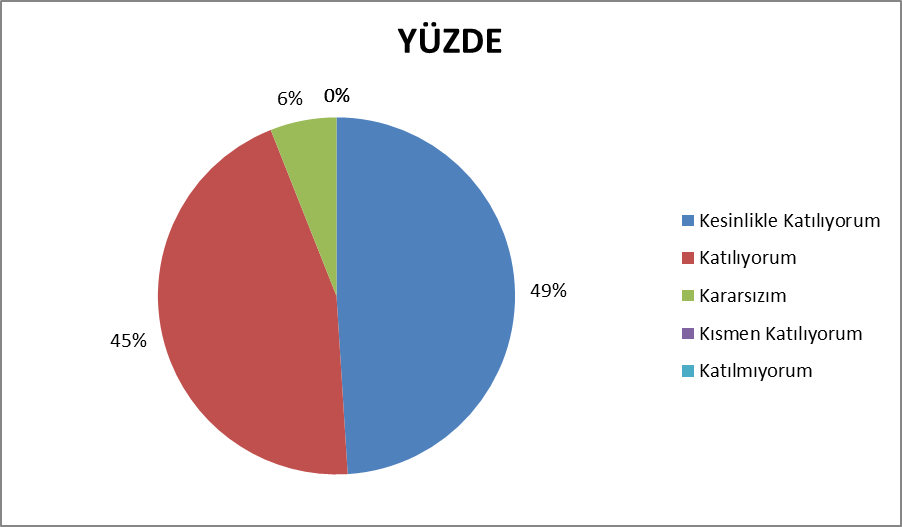 YÜZDE
6%
0%
49%
45%
Kesinlikle Katılıyorum
Katılıyorum
Kararsızım
Kısmen Katılıyorum
Katılmıyorum